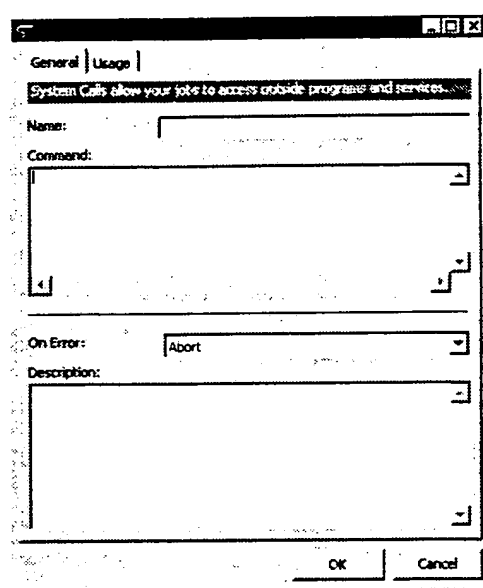 General Usage
System Calls allow your jobs to access outside programs and services...
Name:
Command:
On Error: Abort
Description:
OK Cancel